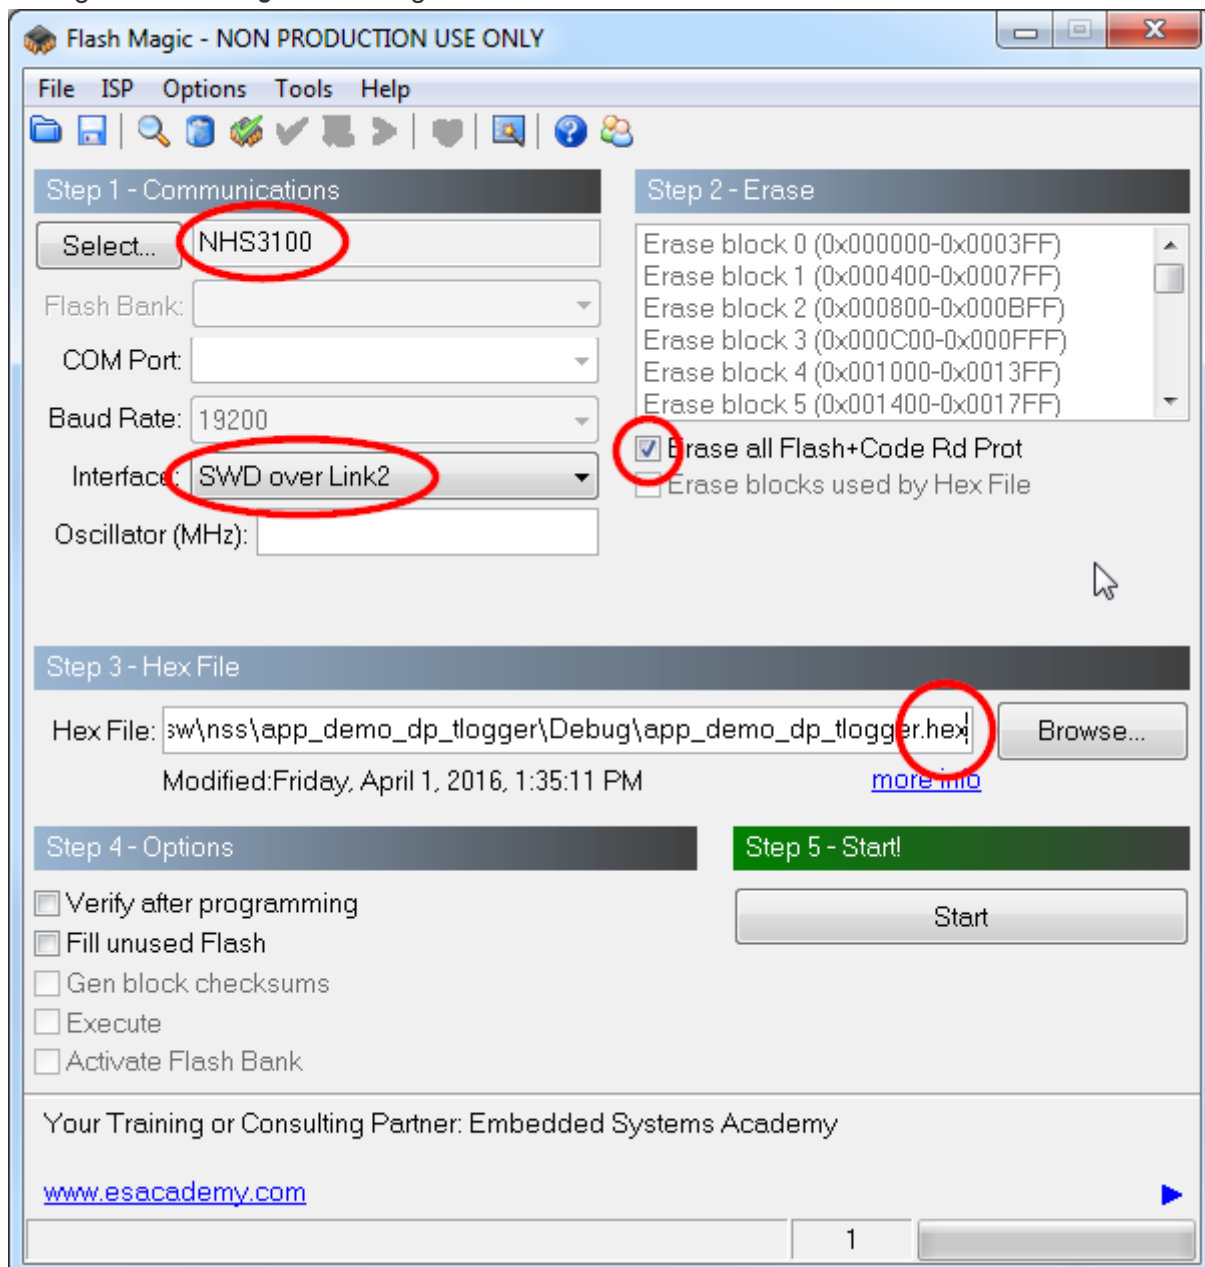 Flash Magic - NON PRODUCTION USE ONLY
File ISP Options Tools Help
Step 1 - Communications
Select... NHS3100
Flash Bank:
COM Port:
Baud Rate: 19200
Interface: SWD over Link2
Oscillator (MHz):
Step 2 - Erase
Erase block 0 (0x000000-0x0003FF)
Erase block 1 (0x000400-0x0007FF)
Erase block 2 (0x000800-0x000BFF)
Erase block 3 (0x000C00-0x000FFF)
Erase block 4 (0x001000-0x0013FF)
Erase block 5 (0x001400-0x0017FF)
Erase all Flash+Code Rd Prot
Erase blocks used by Hex File
Step 3 - Hex File
Hex File: sw\nss\app_demo_dp_tlogger\Debug\app_demo_dp_tlogger.hex Browse...
Modified:Friday, April 1, 2016, 1:35:11 PM more info
Step 4 - Options
Verify after programming
Fill unused Flash
Gen block checksums
Execute
Activate Flash Bank
Step 5 - Start!
Start
Your Training or Consulting Partner: Embedded Systems Academy
www.esacademy.com
1